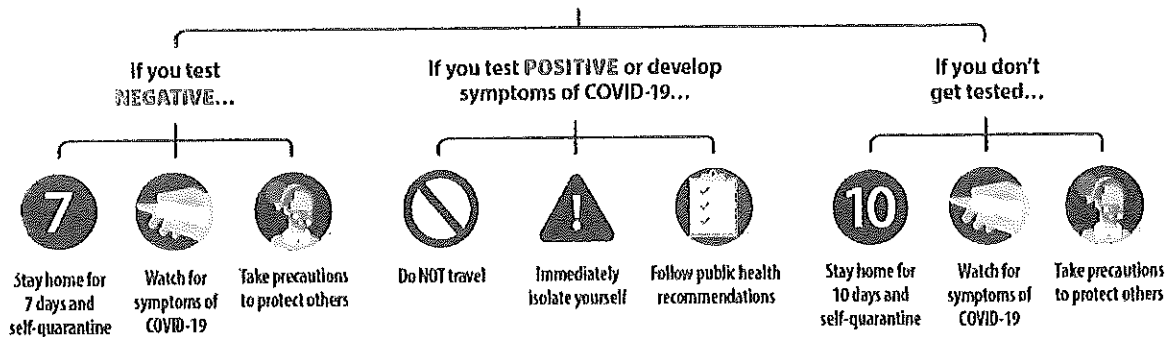 If you test
NEGATIVE...
If you test POSITIVE or develop
symptoms of COVID-19...
If you don't
get tested...
7
Stay home for
7 days and
self-quarantine
Watch for
symptoms of
COVID-19
Take precautions
to protect others
Do NOT travel
!
Immediately
isolate yourself
Follow public health
recommendations
10
Stay home for
10 days and
self-quarantine
Watch for
symptoms of
COVID-19
Take precautions
to protect others